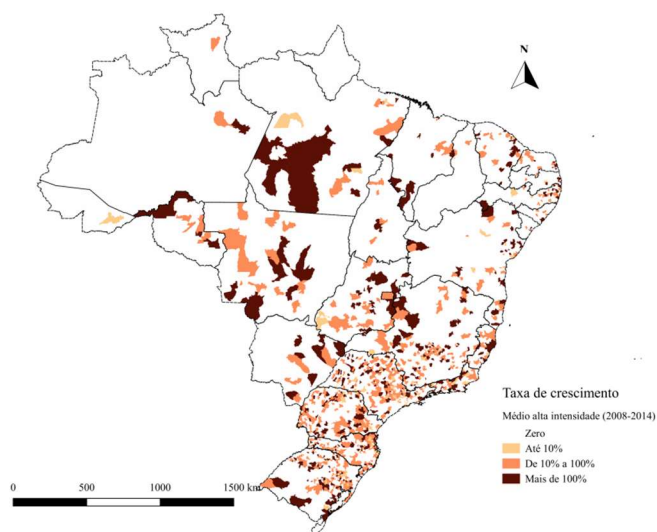 N
Taxa de crescimento
Médio alta intensidade (2008-2014)
Zero
Até 10%
De 10% a 100%
Mais de 100%
0 500 1000 1500 km